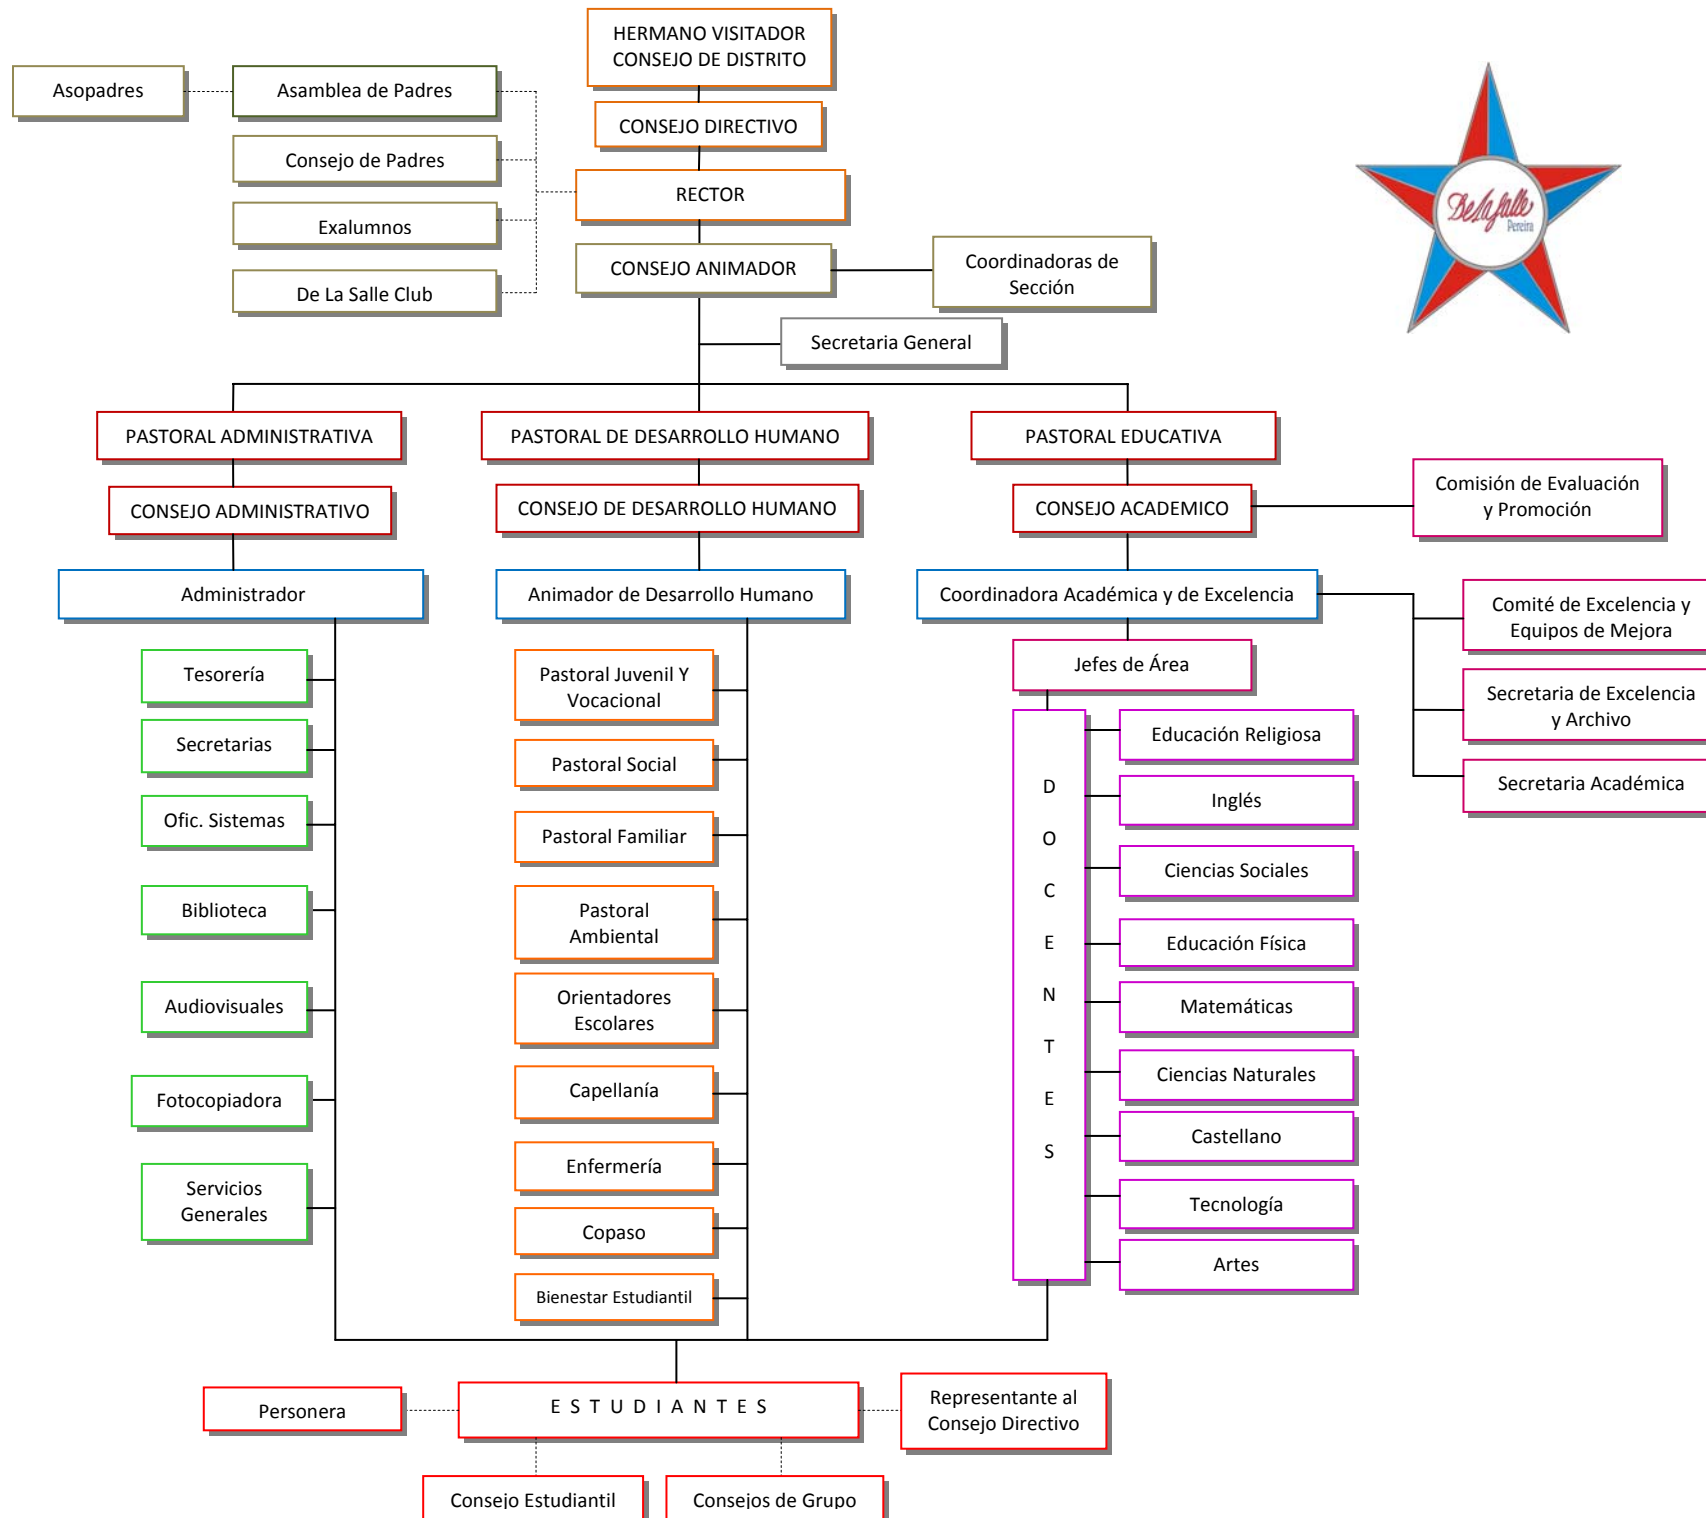 HERMANO VISITADOR
CONSEJO DE DISTRITO
Asopadres
Asamblea de Padres
CONSEJO DIRECTIVO
Consejo de Padres
RECTOR
Exalumnos
CONSEJO ANIMADOR
Coordinadoras de
Sección
De La Salle Club
Secretaria General
De La Salle
Pereira
PASTORAL ADMINISTRATIVA
PASTORAL DE DESARROLLO HUMANO
PASTORAL EDUCATIVA
CONSEJO ADMINISTRATIVO
CONSEJO DE DESARROLLO HUMANO
CONSEJO ACADEMICO
Comisión de Evaluación
y Promoción
Administrador
Animador de Desarrollo Humano
Coordinadora Académica y de Excelencia
Comité de Excelencia y
Equipos de Mejora
Secretaria de Excelencia
y Archivo
Secretaria Académica
Tesorería
Secretarias
Ofic. Sistemas
Biblioteca
Audiovisuales
Fotocopiadora
Servicios
Generales
Pastoral Juvenil Y
Vocacional
Pastoral Social
Pastoral Familiar
Pastoral
Ambiental
Orientadores
Escolares
Capellanía
Enfermería
Copaso
Bienestar Estudiantil
Jefes de Área
D
O
C
E
N
T
E
S
Educación Religiosa
Inglés
Ciencias Sociales
Educación Física
Matemáticas
Ciencias Naturales
Castellano
Tecnología
Artes
Personera
E S T U D I A N T E S
Representante al
Consejo Directivo
Consejo Estudiantil
Consejos de Grupo